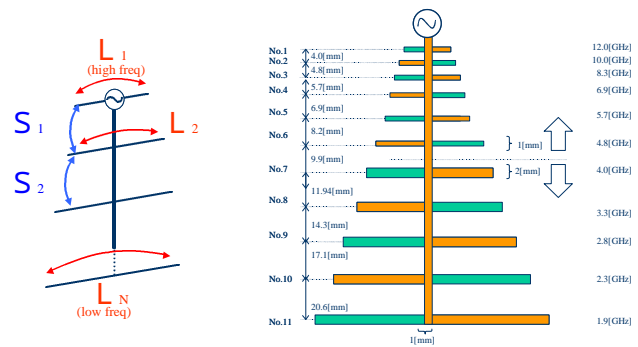 L 1
(high freq)
S 1
L 2
S 2
L N
(low freq)
No.1
4.0[mm]
12.0[GHz]
No.2
4.8[mm]
10.0[GHz]
No.3
5.7[mm]
8.3[GHz]
No.4
6.9[mm]
6.9[GHz]
No.5
8.2[mm]
5.7[GHz]
No.6
9.9[mm]
1[mm]
4.8[GHz]
No.7
11.94[mm]
2[mm]
4.0[GHz]
No.8
14.3[mm]
3.3[GHz]
No.9
17.1[mm]
2.8[GHz]
No.10
20.6[mm]
2.3[GHz]
No.11
1.9[GHz]
1[mm]